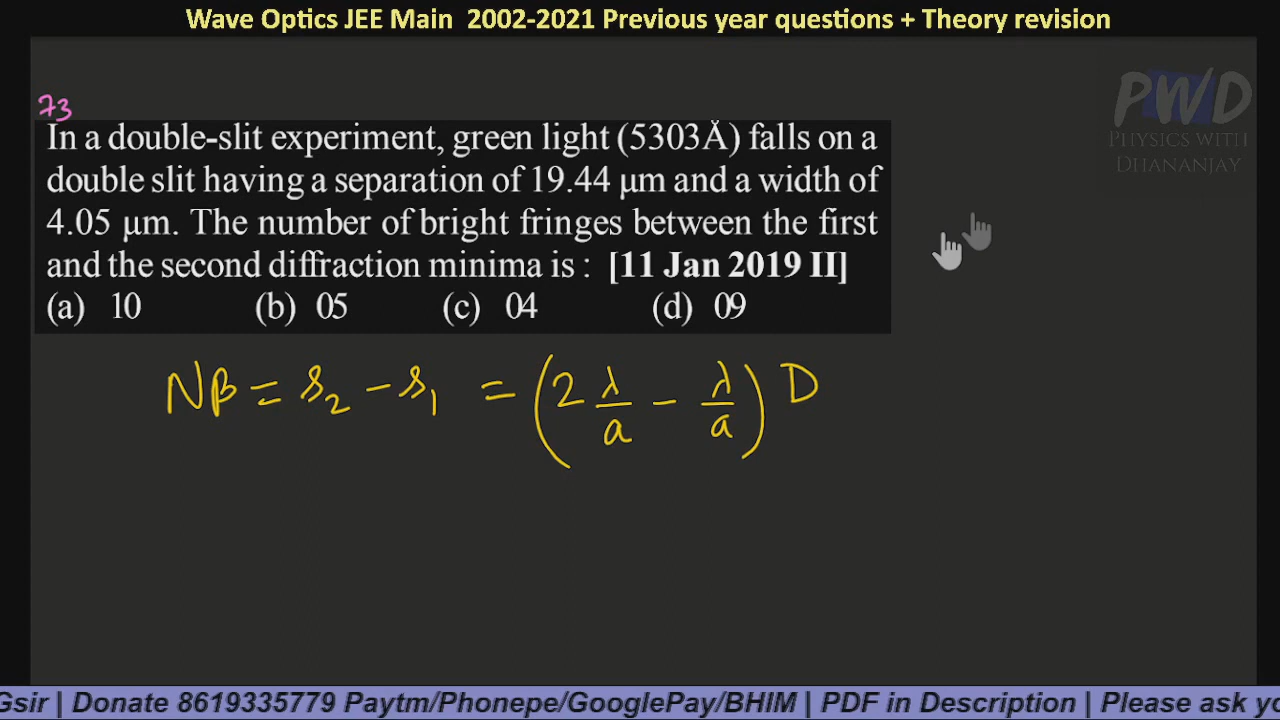 Wave Optics JEE Main 2002-2021 Previous year questions + Theory revision
PWD
PHYSICS WITH
DHANANJAY
73
In a double-slit experiment, green light (5303Å) falls on a
double slit having a separation of 19.44 μm and a width of
4.05 μm. The number of bright fringes between the first
and the second diffraction minima is : [11 Jan 2019 II]
(a) 10 (b) 05 (c) 04 (d) 09
Nβ = y₂ - y₁ = (2 λ/a - λ/a) D
Gsir | Donate 8619335779 Paytm/Phonepe/GooglePay/BHIM | PDF in Description | Please ask yo